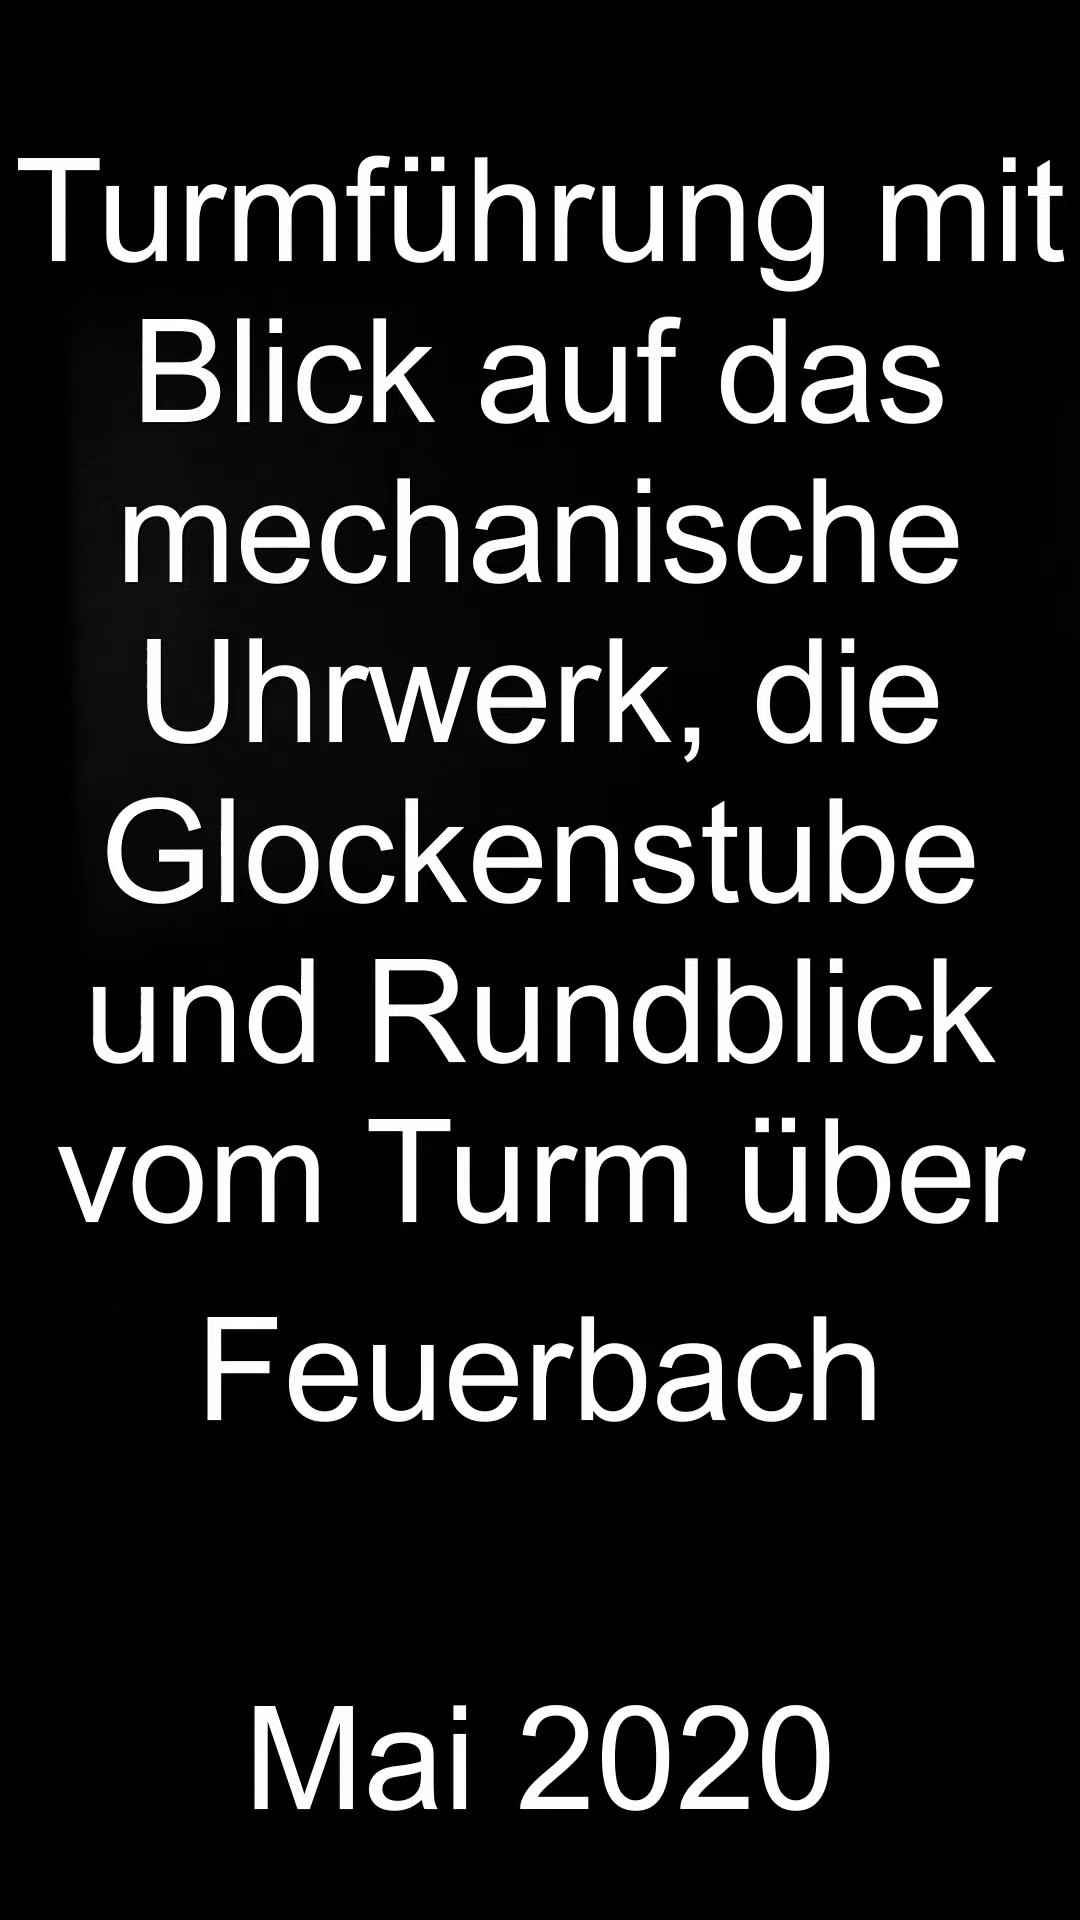 Turmführung mit
Blick auf das
mechanische
Uhrwerk, die
Glockenstube
und Rundblick
vom Turm über
Feuerbach
Mai 2020